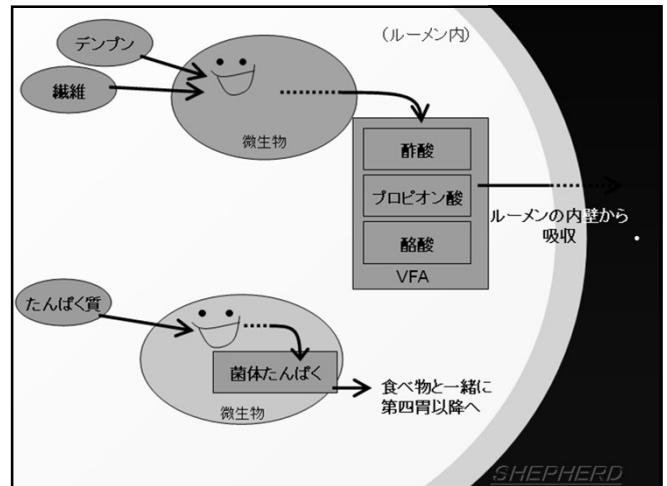 （ルーメン内）
デンプン
繊維
微生物
酢酸
プロピオン酸
酪酸
VFA
ルーメンの内壁から
吸収
たんぱく質
菌体たんぱく
微生物
食べ物と一緒に
第四胃以降へ
SHEPHERD